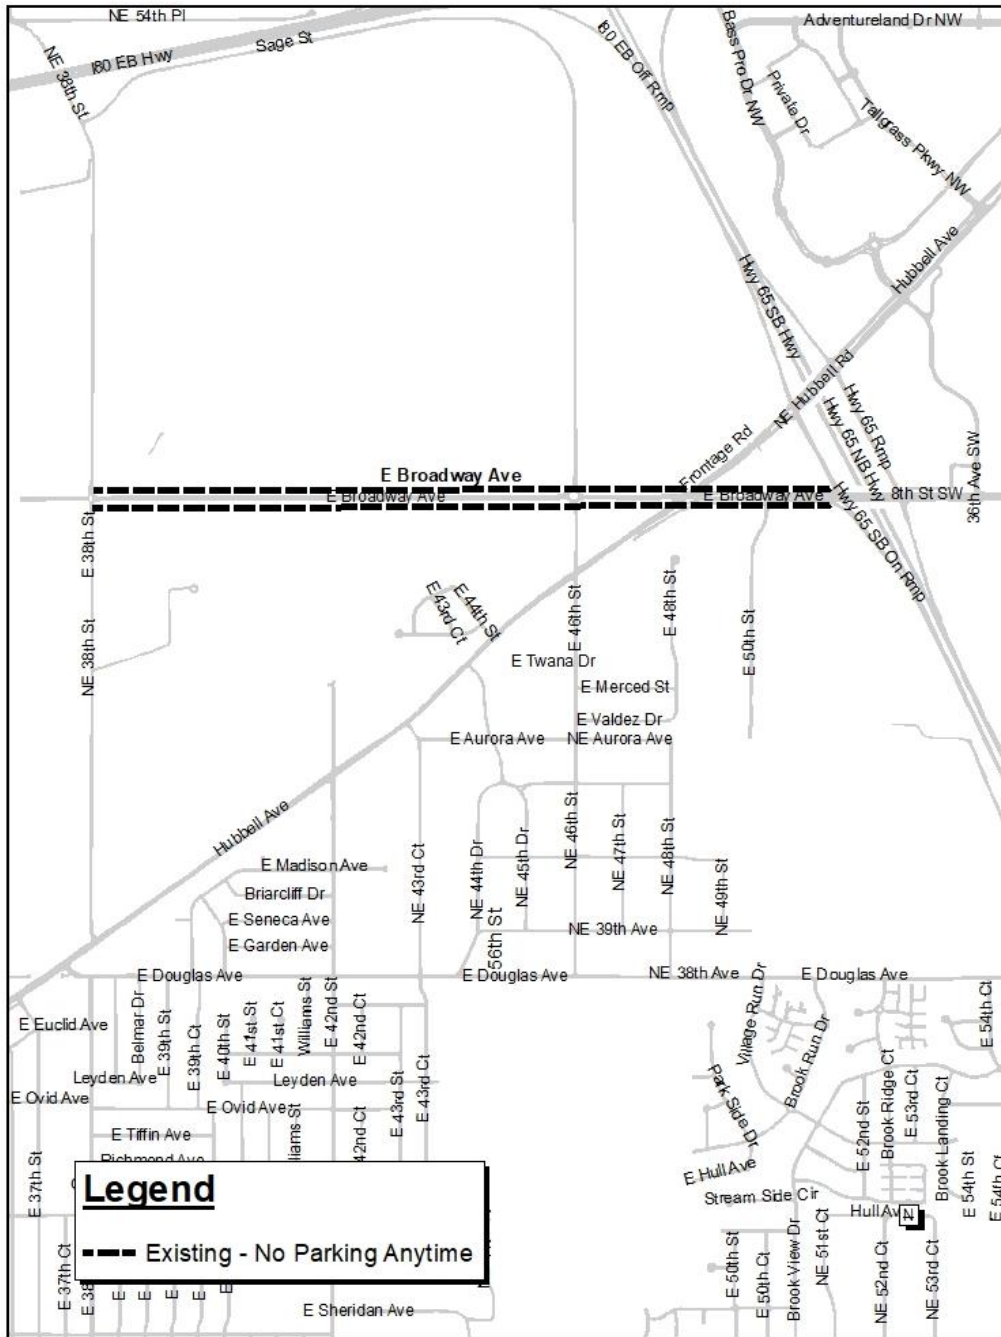 NE 54th Pl
Adventureland Dr NW
Sage St
I80 EB Hwy
NE 38th St
I80 EB Off Rmp
Bass Pro Dr NW
Private Dr
Tallgrass Pkwy NW
Hubbell Ave
Hwy 65 SB Hwy
NE Hubbell Rd
Hwy 65 Rmp
Hwy 65 NB Hwy
Frontage Rd
36th Ave SW
E Broadway Ave
E Broadway Ave
E Broadway Ave
8th St SW
Hwy 65 SB On Rmp
E 38th St
NE 38th St
E 43rd Ct
E 44th St
E 46th St
E 48th St
E 50th St
E Twana Dr
E Merced St
E Valdez Dr
E Aurora Ave
NE Aurora Ave
Hubbell Ave
E Madison Ave
Briarcliff Dr
E Seneca Ave
E Garden Ave
NE 43rd Ct
NE 44th Dr
NE 45th Dr
NE 46th St
NE 47th St
NE 48th St
NE 49th St
56th St
NE 39th Ave
E Douglas Ave
E Douglas Ave
NE 38th Ave
E Douglas Ave
E Euclid Ave
Belmar Dr
E 39th St
E 39th Ct
E 40th St
E 41st St
E 41st Ct
Williams St
E 42nd St
E 42nd Ct
Village Run Dr
Brook Run Dr
E 54th Ct
Leyden Ave
Leyden Ave
E Ovid Ave
E Ovid Ave
E 43rd St
E 43rd Ct
Park Side Dr
E 52nd St
Brook Ridge Ct
E 53rd Ct
Brook Landing Ct
E Tiffin Ave
lliams St
42nd Ct
Richmond Ave
E 37th St
E Hull Ave
Stream Side Cir
E 54th St
E 54th Ct
Hull Ave
N
Legend
Existing - No Parking Anytime
E 37th Ct
E 38
E
E
E
E
E
E Sheridan Ave
E 50th St
E 50th Ct
Brook View Dr
NE 51st Ct
NE 52nd Ct
NE 53rd Ct